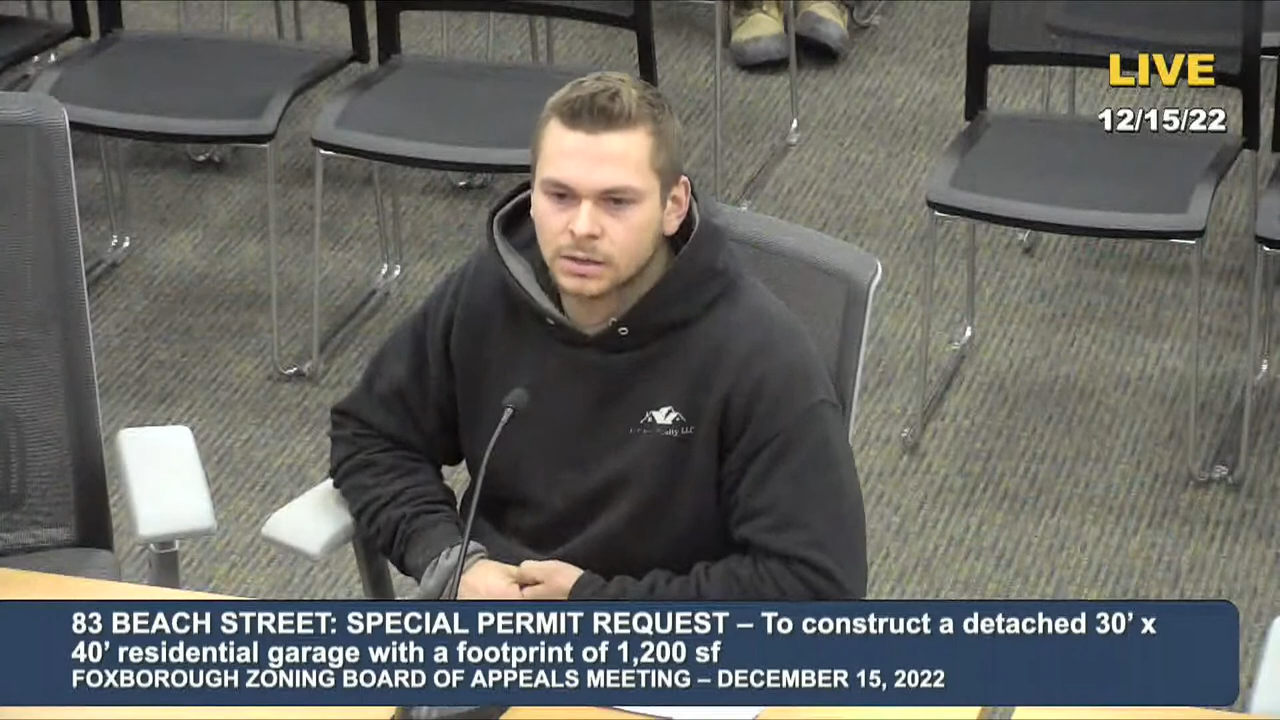 LIVE
12/15/22
LLC
83 BEACH STREET: SPECIAL PERMIT REQUEST – To construct a detached 30’ x
40’ residential garage with a footprint of 1,200 sf
FOXBOROUGH ZONING BOARD OF APPEALS MEETING – DECEMBER 15, 2022